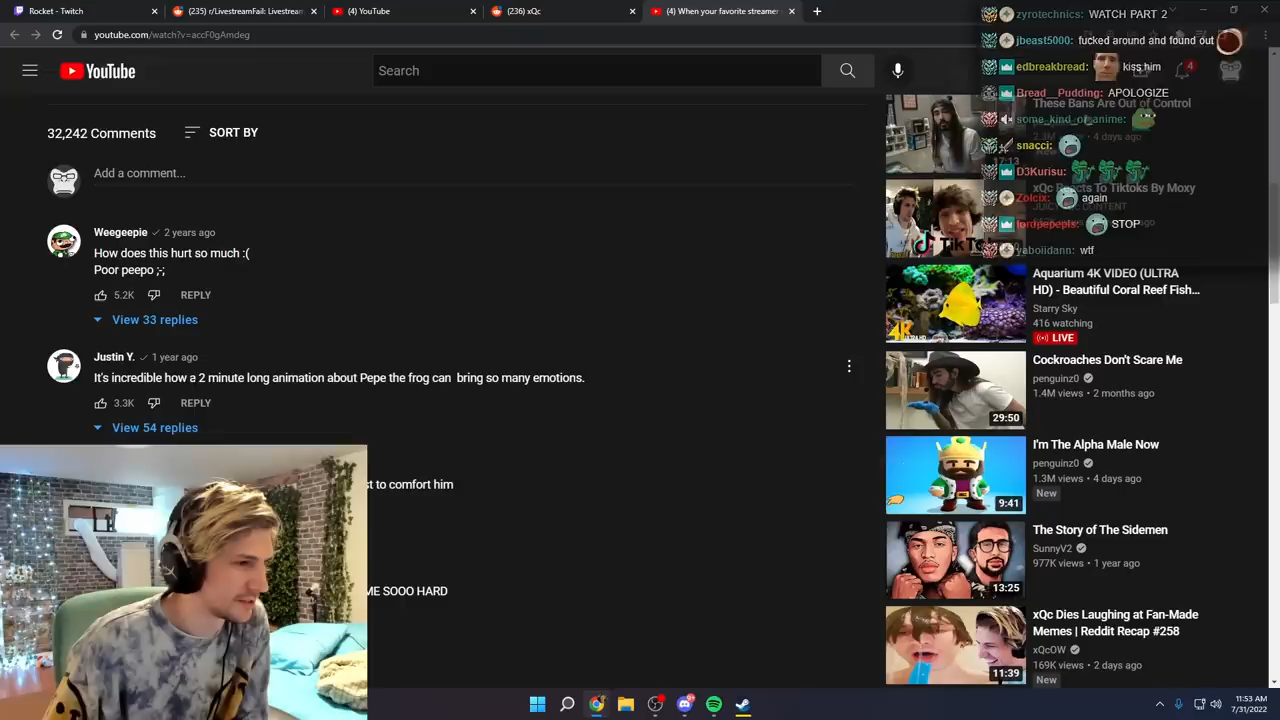 Rocket - Twitch
(235) r/LivestreamFail: Livestream
(4) YouTube
(236) xQc
(4) When your favorite streamer
youtube.com/watch?v=accF0gAmdeg
YouTube
Search
4
zyrotechnics: WATCH PART 2
jbeast5000: fucked around and found out
edbreakbread: kiss him
Bread__Pudding: APOLOGIZE
some_kind_of_anime:
snacci:
D3Kurisu:
Zolcix: again
lordpepepls: STOP
yaboiidann: wtf
32,242 Comments
SORT BY
Add a comment...
Weegeepie 2 years ago
How does this hurt so much :(
Poor peepo ;-;
5.2K
REPLY
View 33 replies
Justin Y. 1 year ago
It's incredible how a 2 minute long animation about Pepe the frog can bring so many emotions.
3.3K
REPLY
View 54 replies
st to comfort him
ME SOOO HARD
These Bans Are Out of Control
4 days ago
17:13
xQc Reacts To Tiktoks By Moxy
Aquarium 4K VIDEO (ULTRA
HD) - Beautiful Coral Reef Fish...
Starry Sky
416 watching
LIVE
4K
Cockroaches Don't Scare Me
penguinz0
1.4M views • 2 months ago
29:50
I'm The Alpha Male Now
penguinz0
1.3M views • 4 days ago
New
9:41
The Story of The Sidemen
SunnyV2
977K views • 1 year ago
13:25
xQc Dies Laughing at Fan-Made
Memes | Reddit Recap #258
xQcOW
169K views • 2 days ago
New
11:39
11:53 AM
7/31/2022